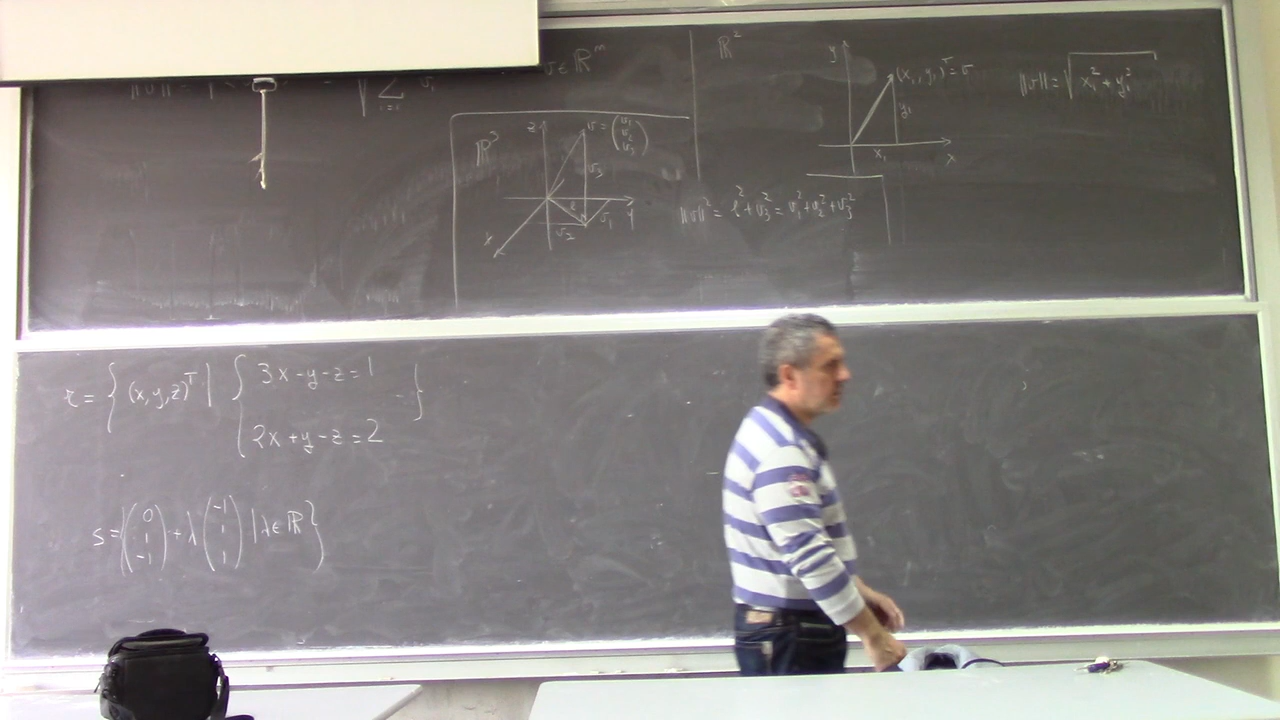 v ∈ ℝⁿ
ℝ²
y
(x₁, y₁)ᵀ = v
y₁
x₁
x
||v|| = √(x₁² + y₁²)
ℝ³
z
v = (v₁ v₂ v₃)
v₃
y
v₁
v₂
x
||v||² = ℓ² + v₃² = v₁² + v₂² + v₃²
r = { (x, y, z)ᵀ | { 3x - y - z = 1
2x + y - z = 2 }
s = { (0 1 -1) + λ (-1 1 1) | λ ∈ ℝ }